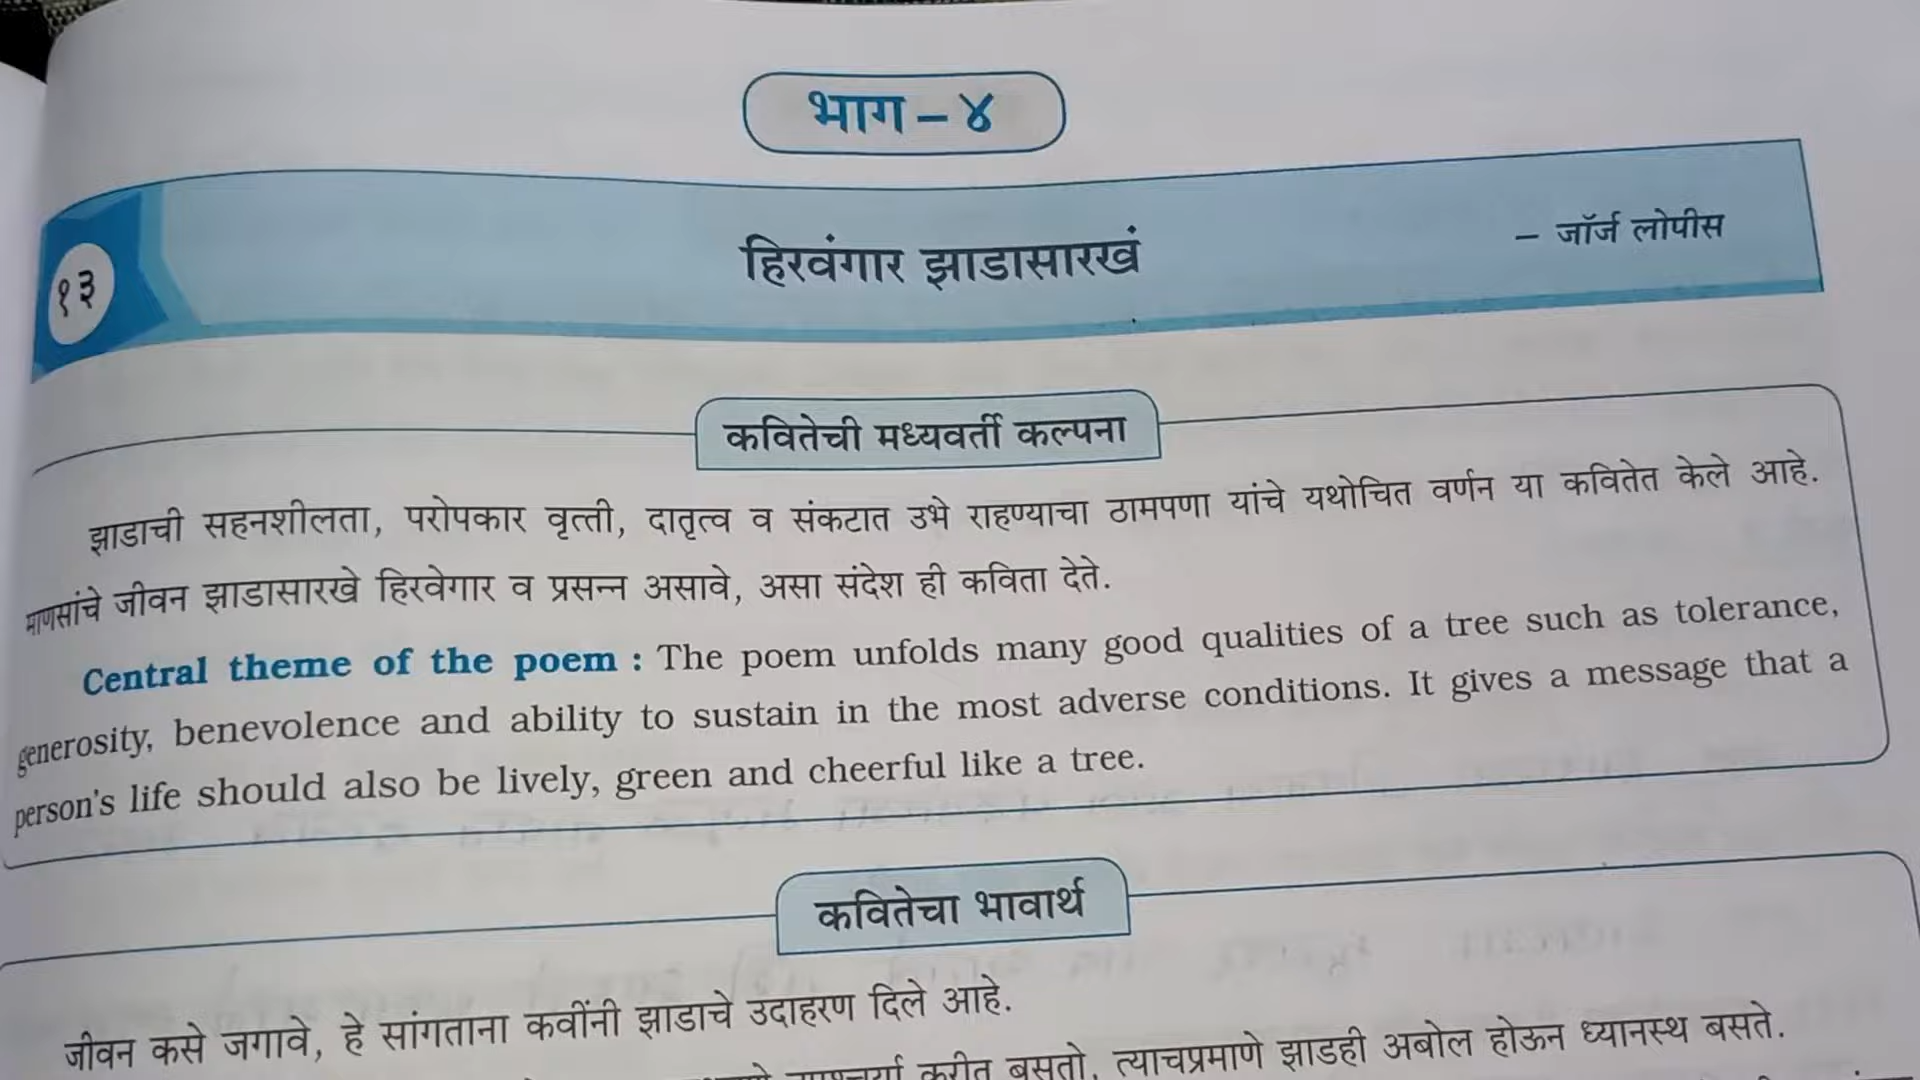 भाग – ४
१३
हिरवंगार झाडासारखं
– जॉर्ज लोपीस
कवितेची मध्यवर्ती कल्पना
झाडाची सहनशीलता, परोपकार वृत्ती, दातृत्व व संकटात उभे राहण्याचा ठामपणा यांचे यथोचित वर्णन या कवितेत केले आहे.
माणसांचे जीवन झाडासारखे हिरवेगार व प्रसन्न असावे, असा संदेश ही कविता देते.
Central theme of the poem : The poem unfolds many good qualities of a tree such as tolerance,
generosity, benevolence and ability to sustain in the most adverse conditions. It gives a message that a
person's life should also be lively, green and cheerful like a tree.
कवितेचा भावार्थ
जीवन कसे जगावे, हे सांगताना कवींनी झाडाचे उदाहरण दिले आहे.
करीत बसतो, त्याचप्रमाणे झाडही अबोल होऊन ध्यानस्थ बसते.